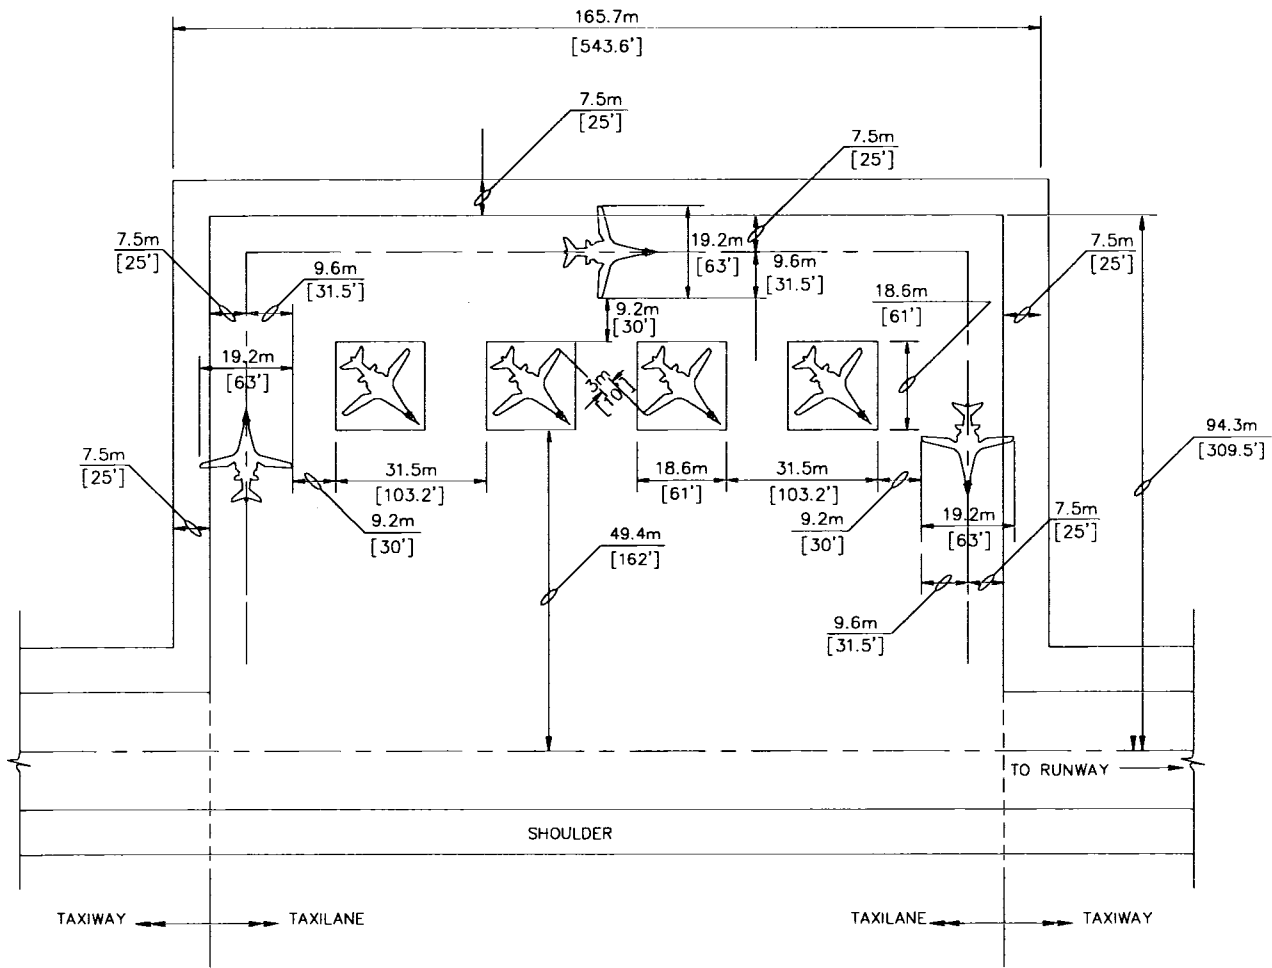 165.7m
[543.6']
7.5m
[25']
7.5m
[25']
7.5m
[25']
9.6m
[31.5']
19.2m
[63']
9.6m
[31.5']
7.5m
[25']
18.6m
[61']
9.2m
[30']
19.2m
[63']
3m
[10']
94.3m
[309.5']
7.5m
[25']
31.5m
[103.2']
18.6m
[61']
31.5m
[103.2']
9.2m
[30']
9.2m
[30']
19.2m
[63']
7.5m
[25']
49.4m
[162']
9.6m
[31.5']
TO RUNWAY
SHOULDER
TAXIWAY TAXILANE
TAXILANE TAXIWAY